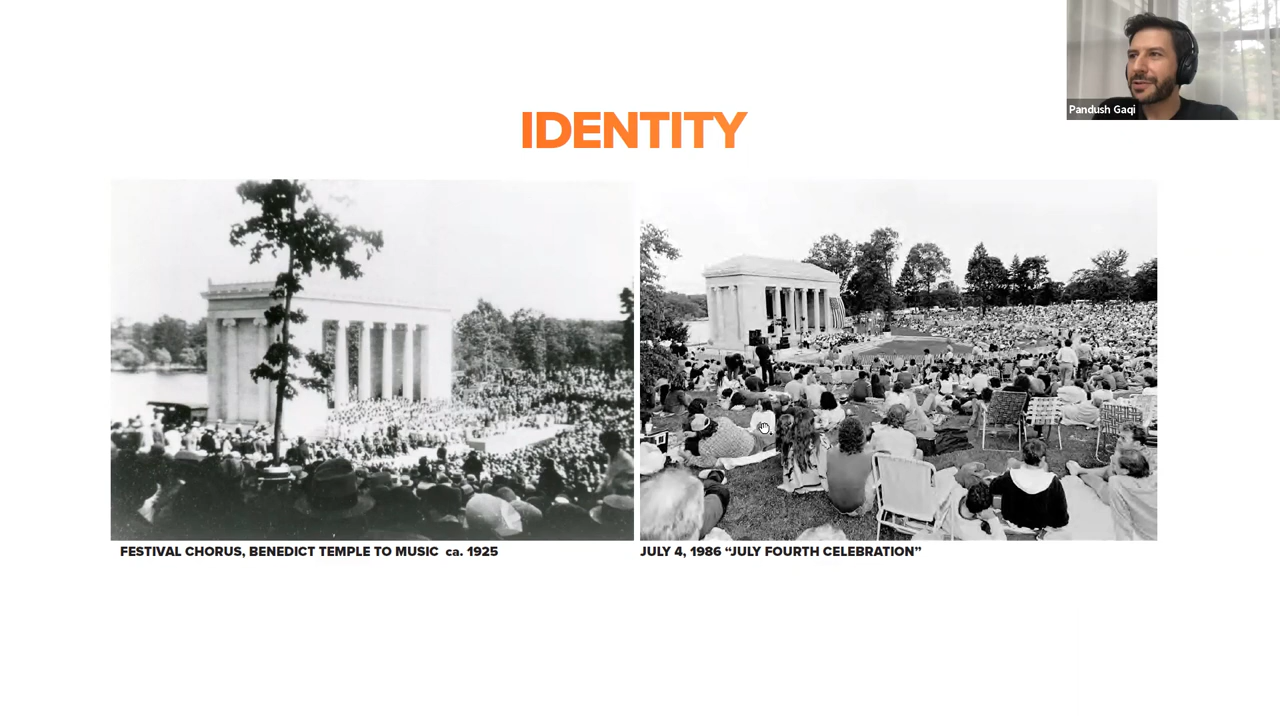 IDENTITY
Pandush Gaqi
FESTIVAL CHORUS, BENEDICT TEMPLE TO MUSIC ca. 1925
JULY 4, 1986 “JULY FOURTH CELEBRATION”